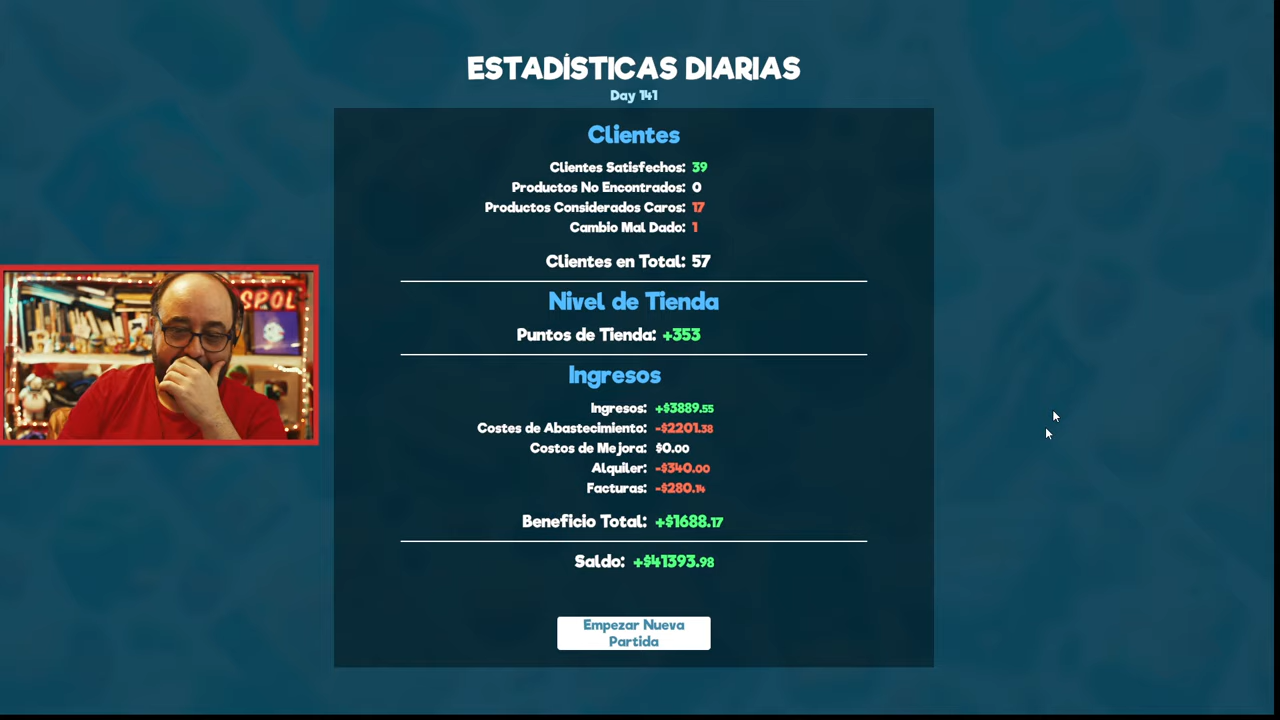 ESTADÍSTICAS DIARIAS
Day 141
Clientes
Clientes Satisfechos: 39
Productos No Encontrados: 0
Productos Considerados Caros: 17
Cambio Mal Dado: 1
Clientes en Total: 57
Nivel de Tienda
Puntos de Tienda: +353
Ingresos
Ingresos: +$3889.55
Costes de Abastecimiento: -$2201.38
Costos de Mejora: $0.00
Alquiler: -$340.00
Facturas: -$280.14
Beneficio Total: +$1688.17
Saldo: +$41393.98
Empezar Nueva
Partida
SPOL